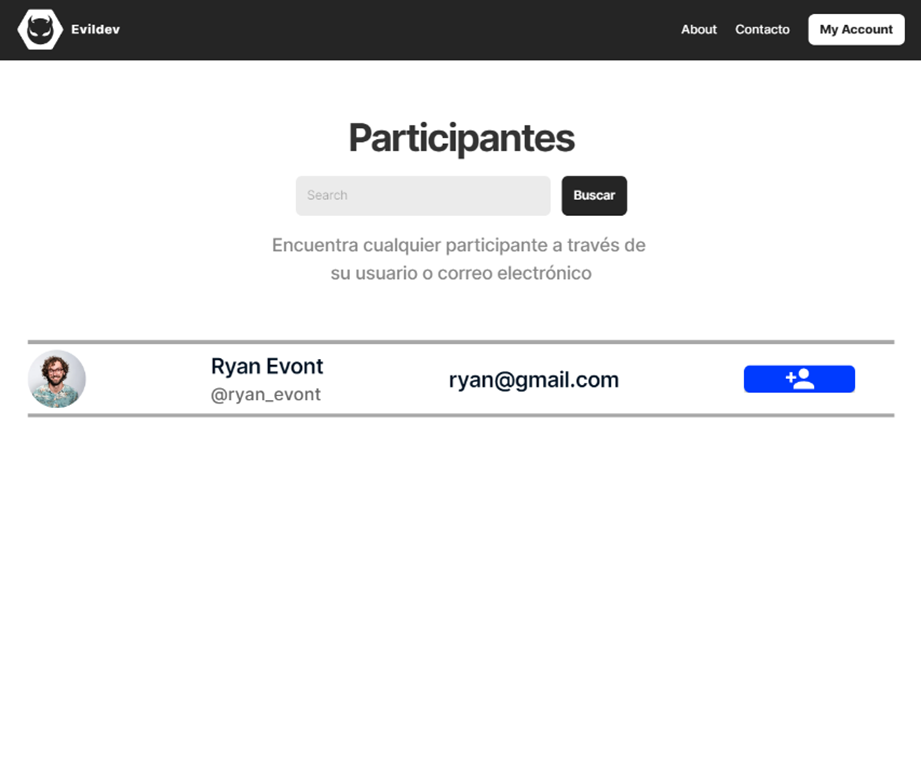 Evildev
About
Contacto
My Account
Participantes
Search
Buscar
Encuentra cualquier participante a través de
su usuario o correo electrónico
Ryan Evont
@ryan_evont
ryan@gmail.com